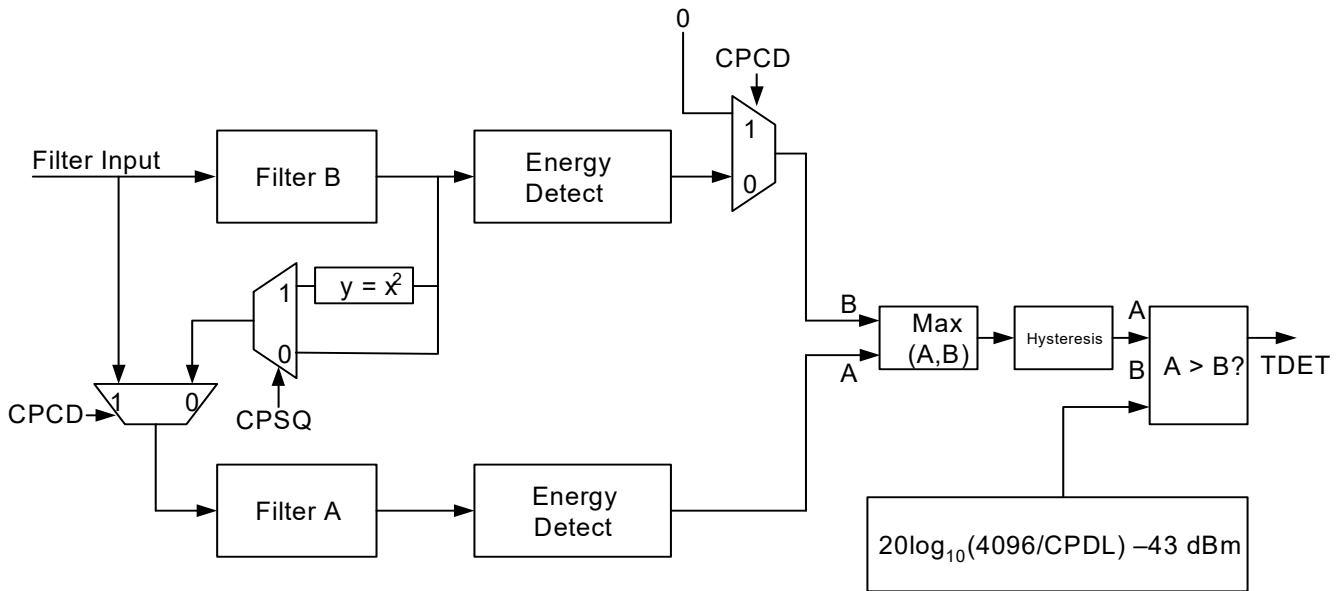 0
CPCD
Filter Input
Filter B
Energy
Detect
1
0
y = x²
1
0
CPCD
1 0
CPSQ
Filter A
Energy
Detect
B
A
Max
(A,B)
Hysteresis
A
B
A > B?
TDET
20log₁₀(4096/CPDL) –43 dBm